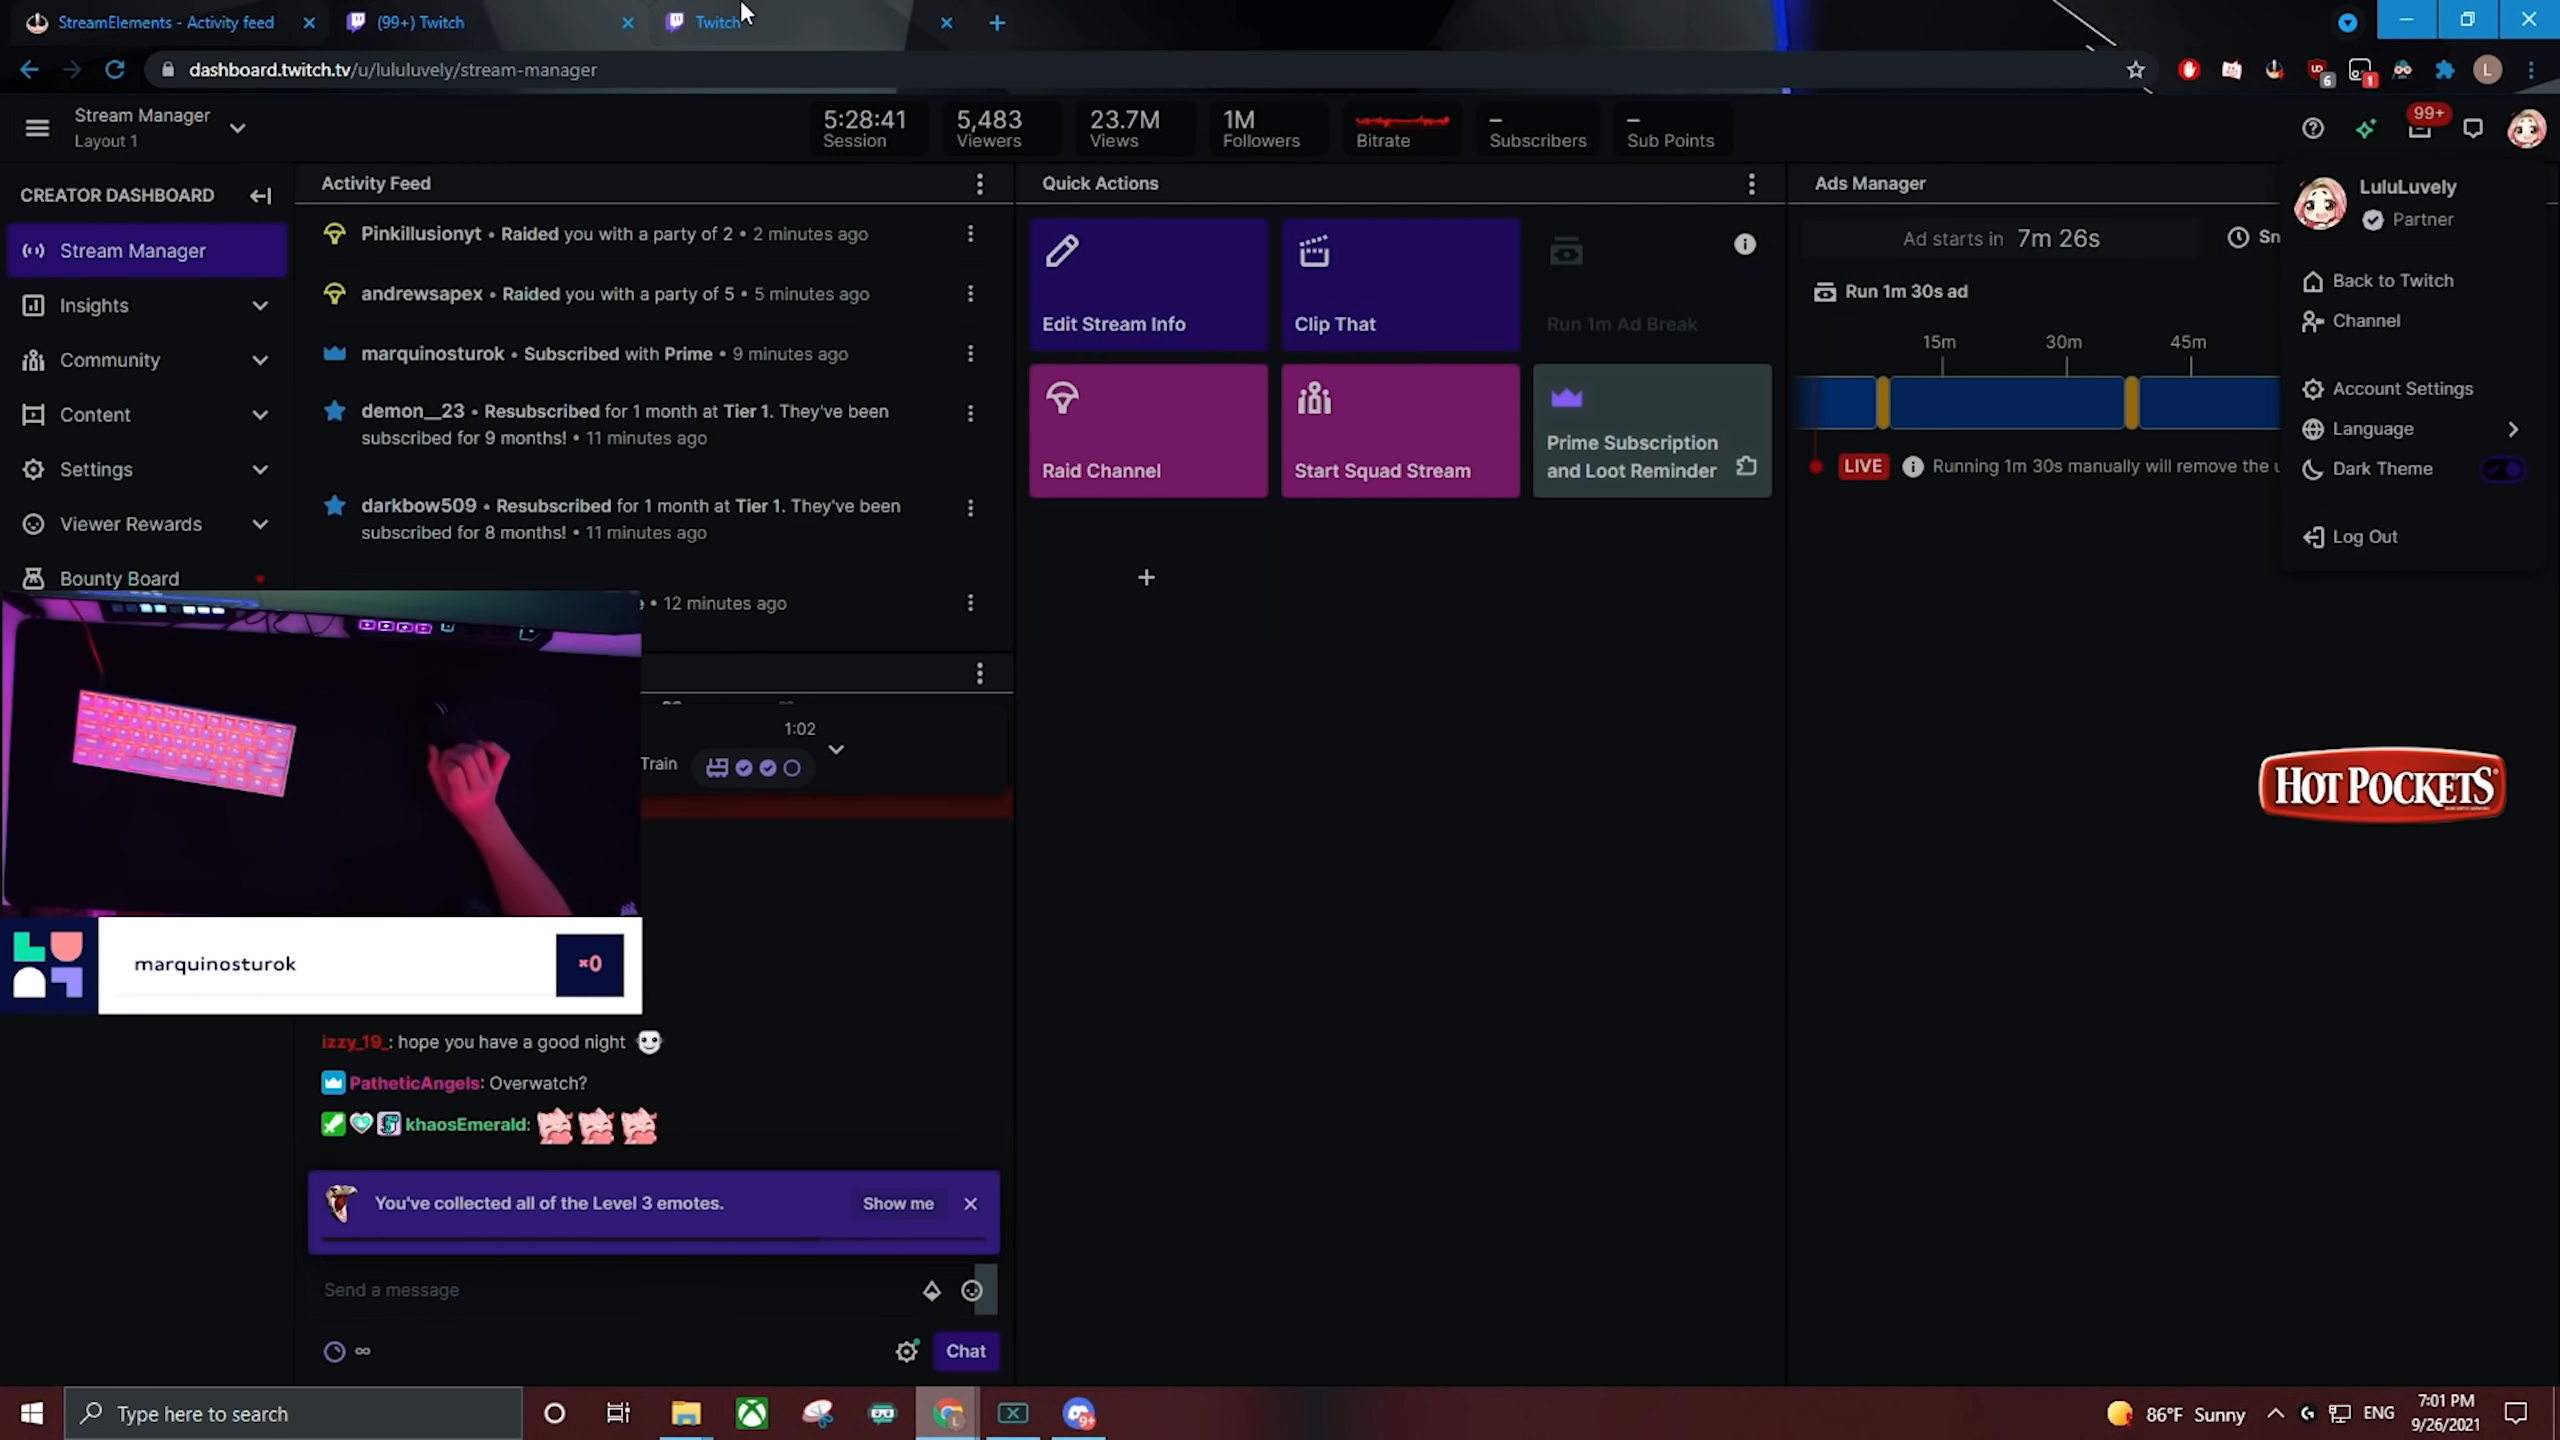 StreamElements - Activity feed
(99+) Twitch
Twitch
dashboard.twitch.tv/u/lululuvely/stream-manager
Stream Manager
Layout 1
5:28:41
Session
5,483
Viewers
23.7M
Views
1M
Followers
Bitrate
–
Subscribers
–
Sub Points
99+
CREATOR DASHBOARD
Stream Manager
Insights
Community
Content
Settings
Viewer Rewards
Bounty Board
Activity Feed
Pinkillusionyt • Raided you with a party of 2 • 2 minutes ago
andrewsapex • Raided you with a party of 5 • 5 minutes ago
marquinosturok • Subscribed with Prime • 9 minutes ago
demon__23 • Resubscribed for 1 month at Tier 1. They've been
subscribed for 9 months! • 11 minutes ago
darkbow509 • Resubscribed for 1 month at Tier 1. They've been
subscribed for 8 months! • 11 minutes ago
• 12 minutes ago
1:02
Train
marquinosturok
×0
izzy_19_: hope you have a good night
PatheticAngels: Overwatch?
khaosEmerald:
You've collected all of the Level 3 emotes.
Show me
Send a message
Chat
Quick Actions
Edit Stream Info
Clip That
Run 1m Ad Break
Raid Channel
Start Squad Stream
Prime Subscription
and Loot Reminder
Ads Manager
Ad starts in 7m 26s
Sn
Run 1m 30s ad
15m
30m
45m
LIVE
Running 1m 30s manually will remove the u
LuluLuvely
Partner
Back to Twitch
Channel
Account Settings
Language
Dark Theme
Log Out
HOT POCKETS
Type here to search
86°F Sunny
ENG
7:01 PM
9/26/2021